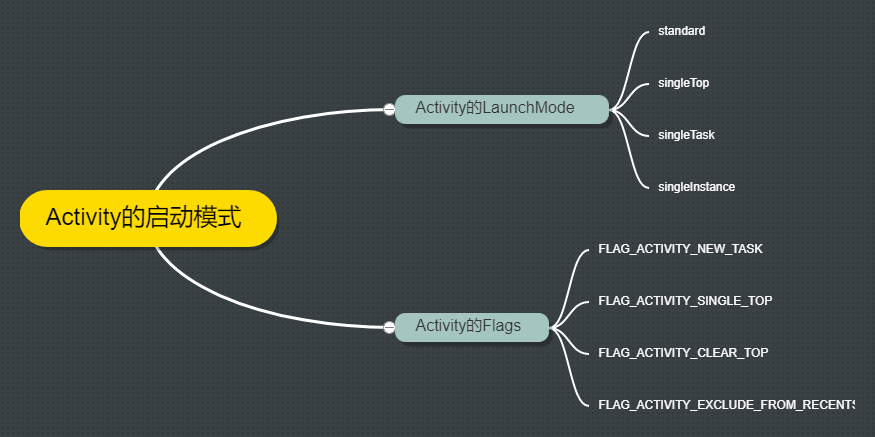 Activity的启动模式
Activity的LaunchMode
standard
singleTop
singleTask
singleInstance
Activity的Flags
FLAG_ACTIVITY_NEW_TASK
FLAG_ACTIVITY_SINGLE_TOP
FLAG_ACTIVITY_CLEAR_TOP
FLAG_ACTIVITY_EXCLUDE_FROM_RECENTS